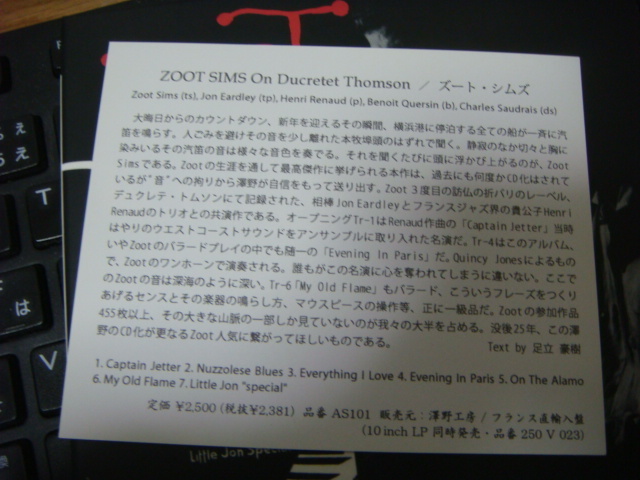 ZOOT SIMS On Ducretet Thomson / ズート・シムズ
Zoot Sims (ts), Jon Eardley (tp), Henri Renaud (p), Benoit Quersin (b), Charles Saudrais (ds)
大晦日からのカウントダウン、新年を迎えるその瞬間、横浜港に停泊する全ての船が一斉に汽
笛を鳴らす。人ごみを避けその音を少し離れた本牧埠頭のはずれで聞く。静寂のなか切々と胸に
染みいるその汽笛の音は様々な音色を奏でる。それを聞くたびに頭に浮かび上がるのが、Zoot
Simsである。Zootの生涯を通して最高傑作に挙げられる本作は、過去にも何度かCD化はされて
いるが"音"への拘りから澤野が自信をもって送り出す。Zoot 3度目の訪仏の折バリのレーベル、
デュクレテ・トムソンにて記録された、相棒Jon Eardleyとフランスジャズ界の貴公子Henri
Renaudのトリオとの共演作である。オープニングTr-1はRenaud作曲の「Captain Jetter」当時
はやりのウエストコーストサウンドをアンサンブルに取り入れた名演だ。Tr-4はこのアルバム、
いやZootのバラードプレイの中でも随一の「Evening In Paris」だ。Quincy Jonesによるもの
で、Zootのワンホーンで演奏される。誰もがこの名演に心を奪われてしまうに違いない。ここで
のZootの音は深海のように深い。Tr-6「My Old Flame」もバラード、こういうフレーズをつくり
あげるセンスとその楽器の鳴らし方、マウスピースの操作等、正に一級品だ。Zootの参加作品
455枚以上、その大きな山脈の一部しか見ていないのが我々の大半を占める。没後25年、この澤
野のCD化が更なるZoot人気に繋がってほしいものである。
Text by 足立 豪樹
1. Captain Jetter 2. Nuzzolese Blues 3. Everything I Love 4. Evening In Paris 5. On The Alamo
6. My Old Flame 7. Little Jon "special"
定価 ¥2,500 (税抜¥2,381) 品番 AS101 販売元:澤野工房 / フランス直輸入盤
(10inch LP 同時発売・品番 250 V 023)
Little Jon Special